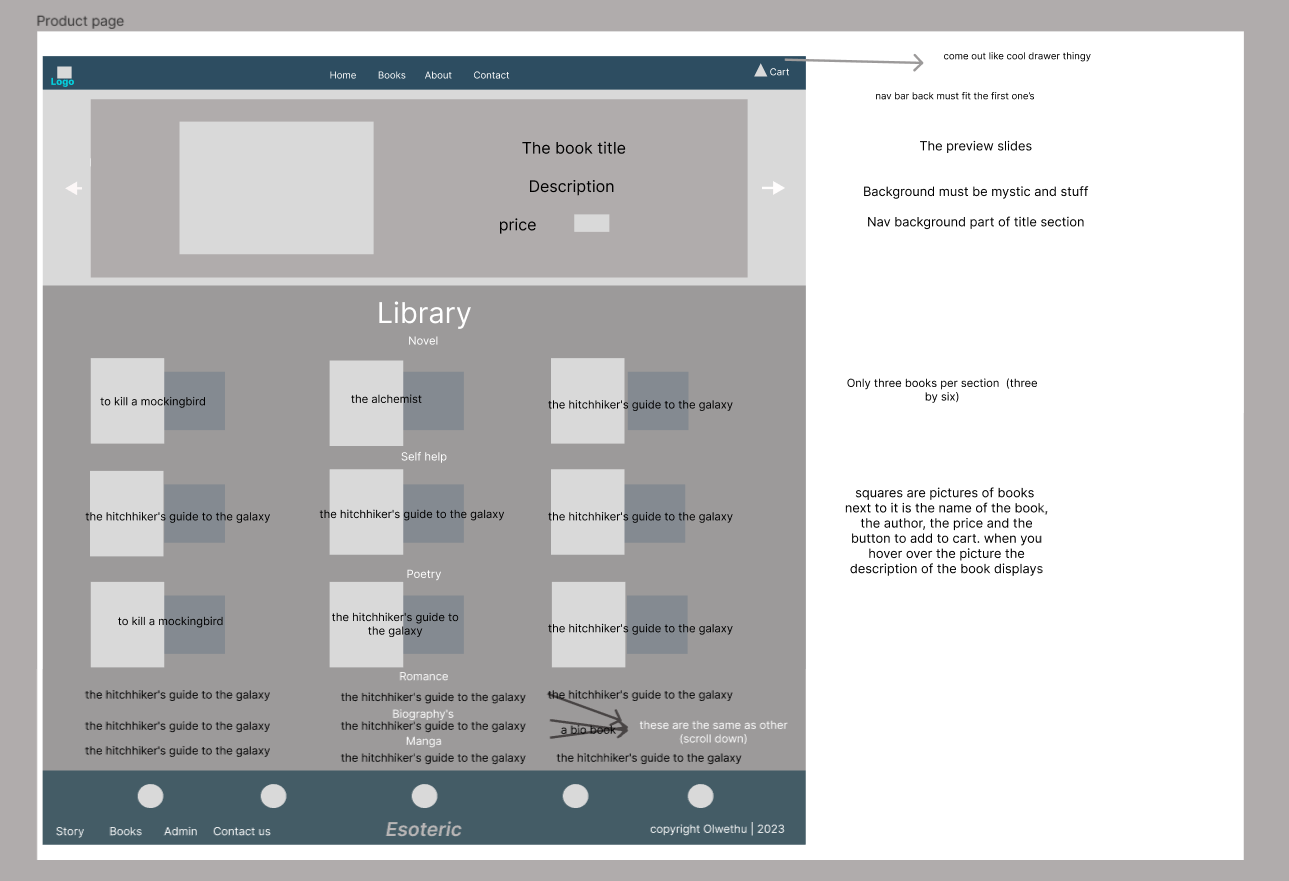 Product page
Logo
Home
Books
About
Contact
Cart
come out like cool drawer thingy
nav bar back must fit the first one's
The book title
Description
price
The preview slides
Background must be mystic and stuff
Nav background part of title section
Library
Novel
to kill a mockingbird
the alchemist
the hitchhiker's guide to the galaxy
Only three books per section (three
by six)
Self help
the hitchhiker's guide to the galaxy
the hitchhiker's guide to the galaxy
the hitchhiker's guide to the galaxy
squares are pictures of books
next to it is the name of the book,
the author, the price and the
button to add to cart. when you
hover over the picture the
description of the book displays
Poetry
to kill a mockingbird
the hitchhiker's guide to
the galaxy
the hitchhiker's guide to the galaxy
Romance
the hitchhiker's guide to the galaxy
the hitchhiker's guide to the galaxy
the hitchhiker's guide to the galaxy
Biography's
the hitchhiker's guide to the galaxy
the hitchhiker's guide to the galaxy
a bio book
these are the same as other
(scroll down)
Manga
the hitchhiker's guide to the galaxy
the hitchhiker's guide to the galaxy
the hitchhiker's guide to the galaxy
Story
Books
Admin
Contact us
Esoteric
copyright Olwethu | 2023